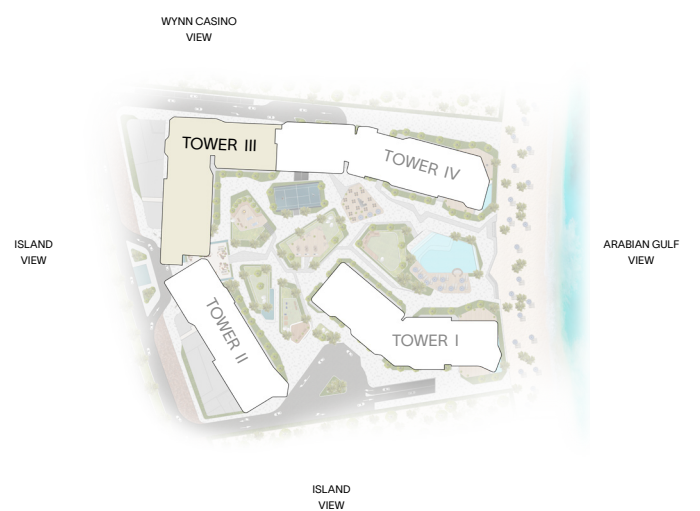 WYNN CASINO
VIEW
TOWER III
TOWER IV
ISLAND
VIEW
ARABIAN GULF
VIEW
TOWER II
TOWER I
ISLAND
VIEW